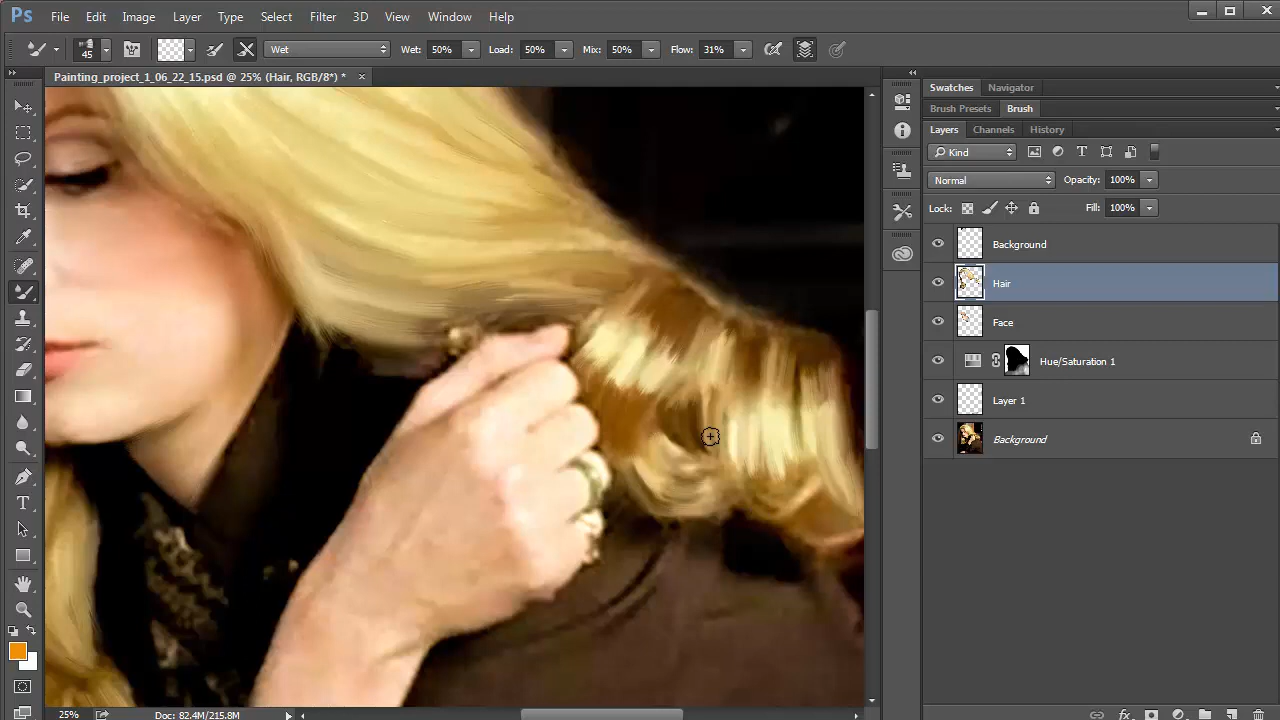 Ps File Edit Image Layer Type Select Filter 3D View Window Help
45 Wet Wet: 50% Load: 50% Mix: 50% Flow: 31%
Painting_project_1_06_22_15.psd @ 25% (Hair, RGB/8*) * ×
Swatches Navigator
Brush Presets Brush
Layers Channels History
Kind
Normal Opacity: 100%
Lock: Fill: 100%
Background
Hair
Face
Hue/Saturation 1
Layer 1
Background
25% Doc: 82.4M/215.8M